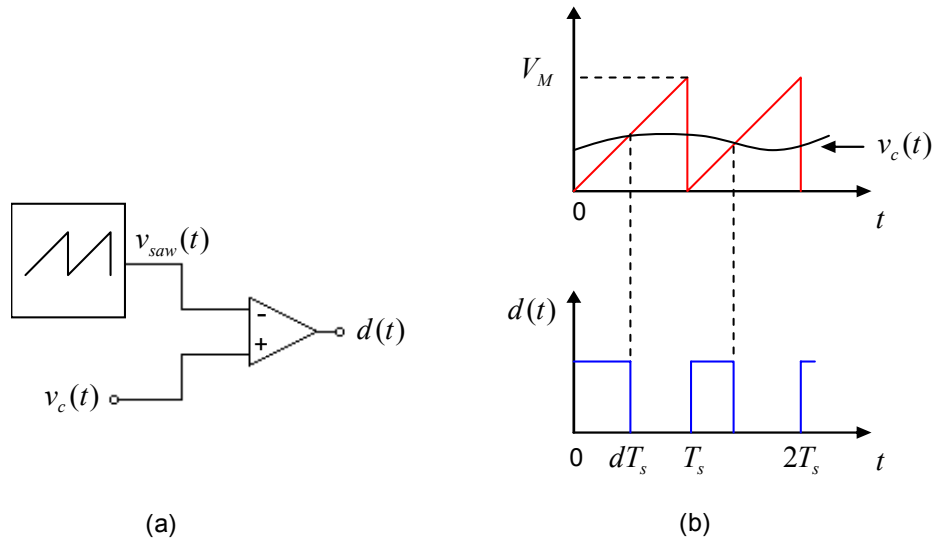 v_saw(t)
-
+
d(t)
v_c(t)
(a)
V_M
v_c(t)
0
t
d(t)
0 dT_s T_s 2T_s t
(b)